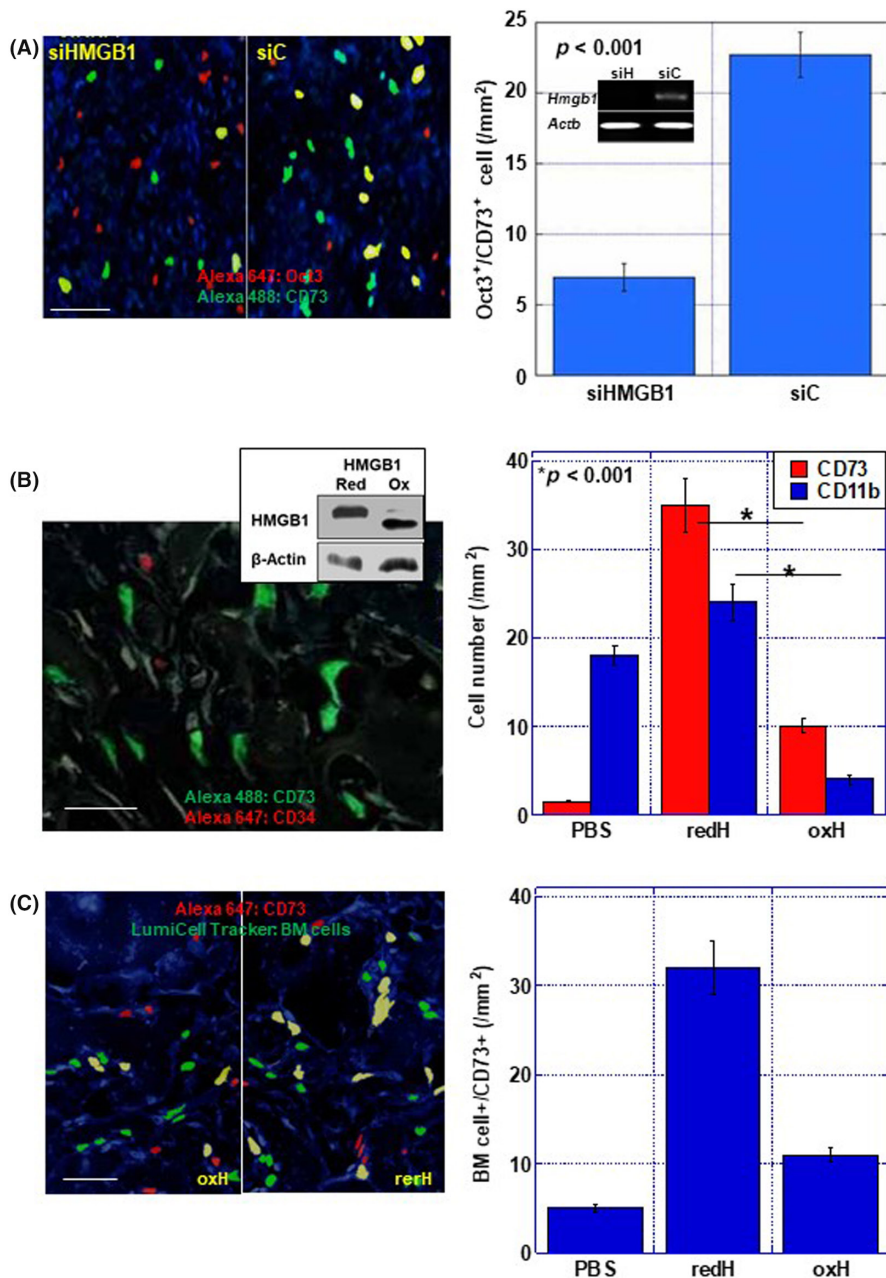 (A)
siHMGB1
siC
Alexa 647: Oct3
Alexa 488: CD73
Oct3+/CD73+ cell (/mm2)
25
20
15
10
5
0
p < 0.001
siH siC
Hmgb1
Actb
siHMGB1
siC
(B)
HMGB1
Red Ox
HMGB1
β-Actin
Alexa 488: CD73
Alexa 647: CD34
Cell number (/mm2)
40
30
20
10
0
*p < 0.001
CD73
CD11b
*
*
PBS
redH
oxH
(C)
Alexa 647: CD73
LumiCell Tracker: BM cells
oxH
rerH
BM cell+/CD73+ (/mm2)
40
30
20
10
0
PBS
redH
oxH